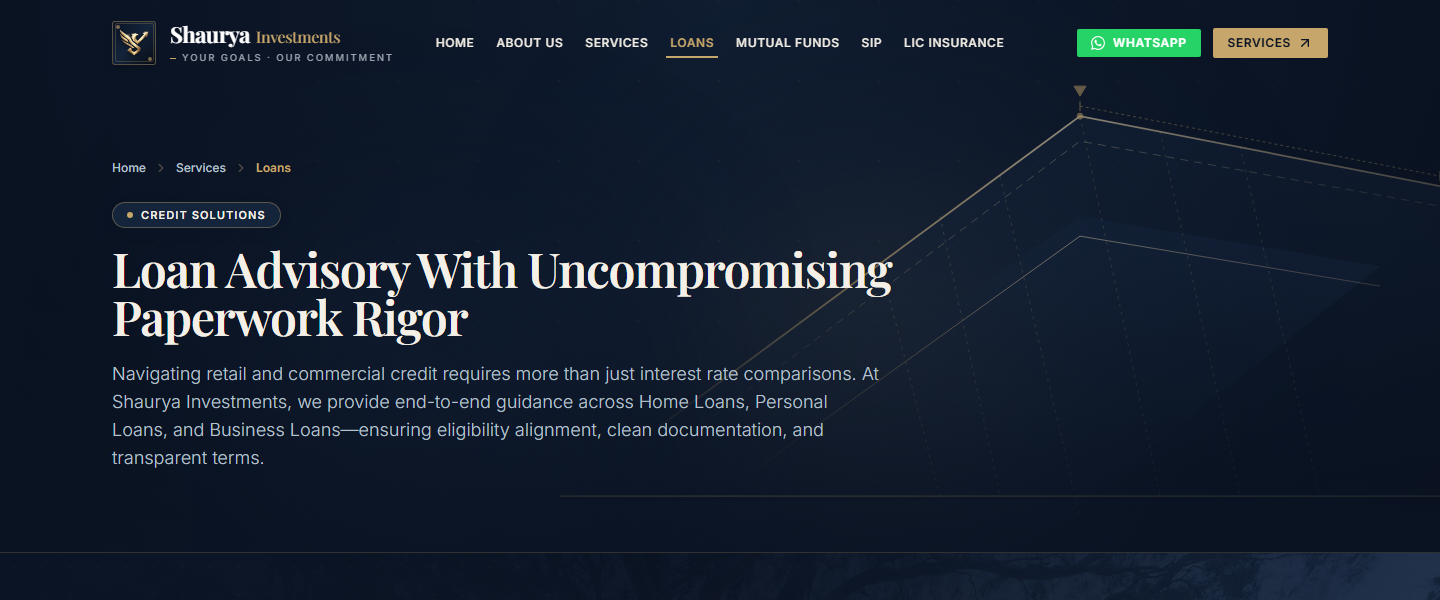 Shaurya Investments
– YOUR GOALS · OUR COMMITMENT
HOME ABOUT US SERVICES LOANS MUTUAL FUNDS SIP LIC INSURANCE
WHATSAPP
SERVICES
Home > Services > Loans
CREDIT SOLUTIONS
Loan Advisory With Uncompromising
Paperwork Rigor
Navigating retail and commercial credit requires more than just interest rate comparisons. At
Shaurya Investments, we provide end-to-end guidance across Home Loans, Personal
Loans, and Business Loans—ensuring eligibility alignment, clean documentation, and
transparent terms.